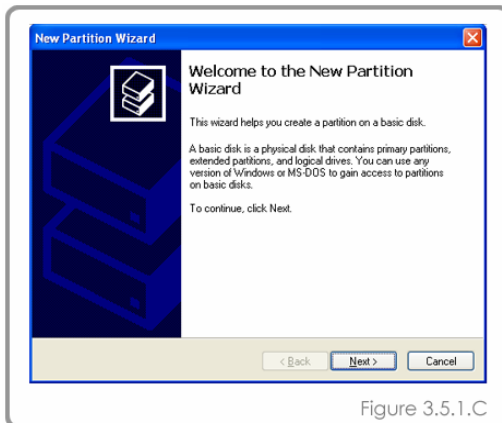 New Partition Wizard
Welcome to the New Partition
Wizard
This wizard helps you create a partition on a basic disk.
A basic disk is a physical disk that contains primary partitions,
extended partitions, and logical drives. You can use any
version of Windows or MS-DOS to gain access to partitions
on basic disks.
To continue, click Next.
< Back Next > Cancel
Figure 3.5.1.C